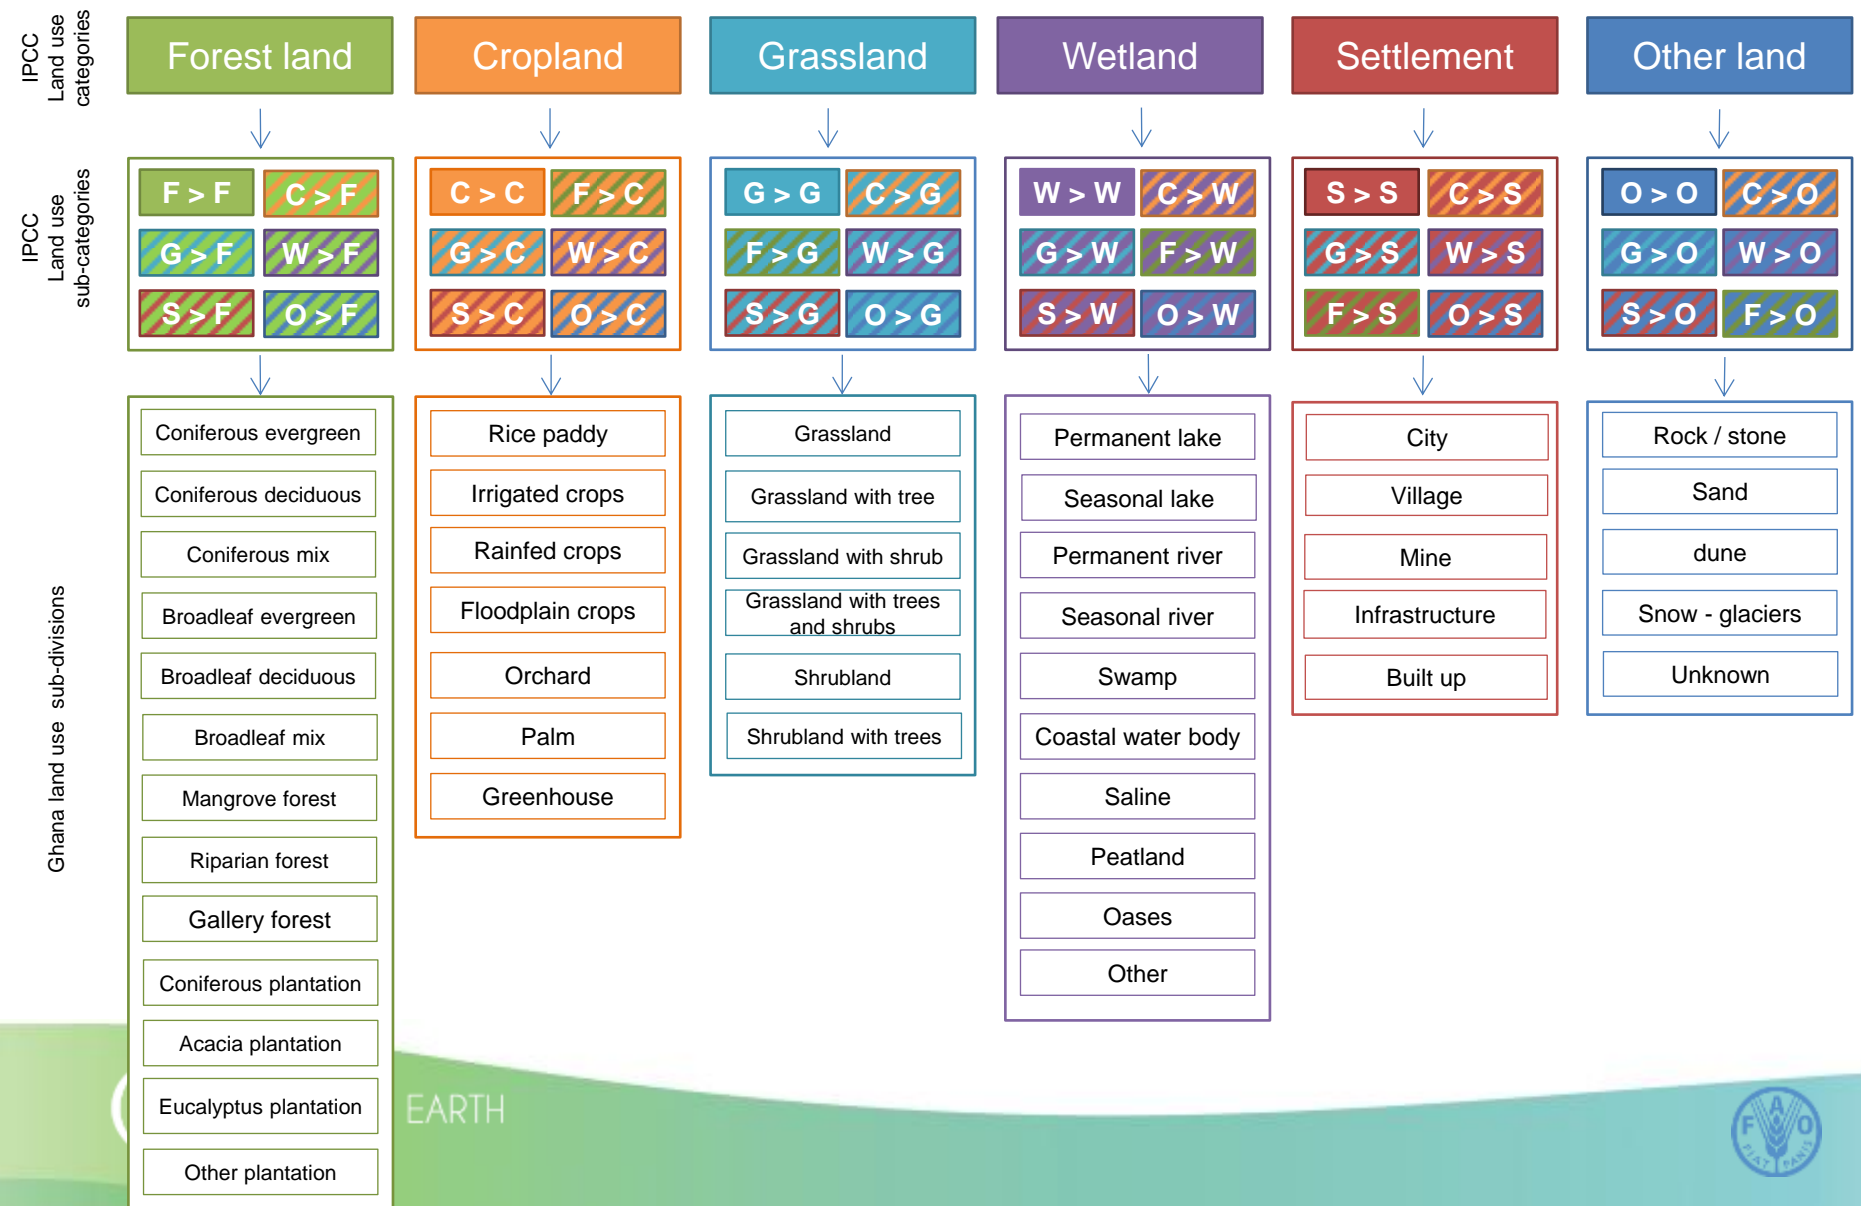 IPCC
Land use
categories
Forest land
Cropland
Grassland
Wetland
Settlement
Other land
IPCC
Land use
sub-categories
F > F
C > F
G > F
W > F
S > F
O > F
C > C
F > C
G > C
W > C
S > C
O > C
G > G
C > G
F > G
W > G
S > G
O > G
W > W
C > W
G > W
F > W
S > W
O > W
S > S
C > S
G > S
W > S
F > S
O > S
O > O
C > O
G > O
W > O
S > O
F > O
Ghana land use sub-divisions
Coniferous evergreen
Coniferous deciduous
Coniferous mix
Broadleaf evergreen
Broadleaf deciduous
Broadleaf mix
Mangrove forest
Riparian forest
Gallery forest
Coniferous plantation
Acacia plantation
Eucalyptus plantation
Other plantation
Rice paddy
Irrigated crops
Rainfed crops
Floodplain crops
Orchard
Palm
Greenhouse
Grassland
Grassland with tree
Grassland with shrub
Grassland with trees
and shrubs
Shrubland
Shrubland with trees
Permanent lake
Seasonal lake
Permanent river
Seasonal river
Swamp
Coastal water body
Saline
Peatland
Oases
Other
City
Village
Mine
Infrastructure
Built up
Rock / stone
Sand
dune
Snow - glaciers
Unknown
EARTH
F A O
FIAT PANIS